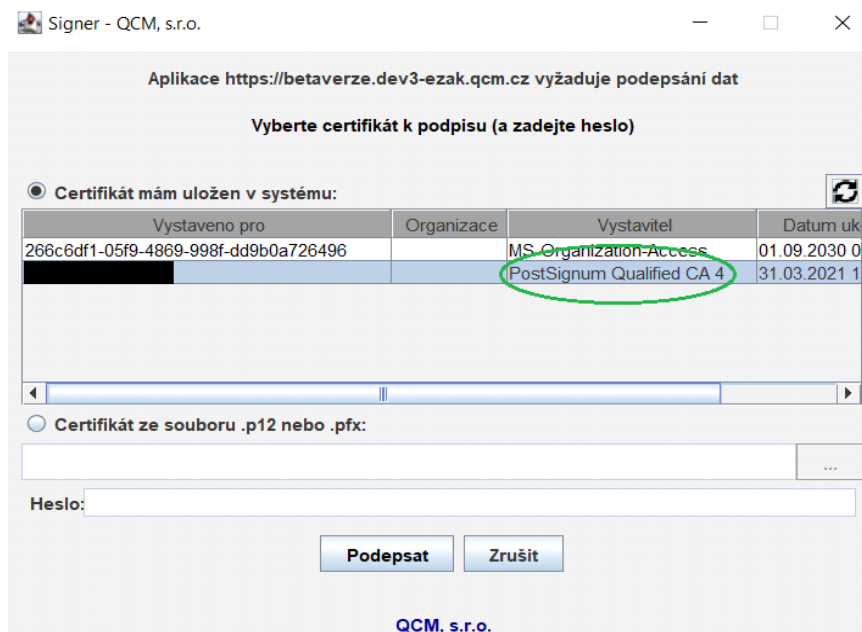 Signer - QCM, s.r.o.
Aplikace https://betaverze.dev3-ezak.qcm.cz vyžaduje podepsání dat
Vyberte certifikát k podpisu (a zadejte heslo)
Certifikát mám uložen v systému:
Vystaveno pro Organizace Vystavitel Datum uk
266c6df1-05f9-4869-998f-dd9b0a726496 MS-Organization-Access 01.09.2030 0
PostSignum Qualified CA 4 31.03.2021 1
Certifikát ze souboru .p12 nebo .pfx:
...
Heslo:
Podepsat Zrušit
QCM, s.r.o.